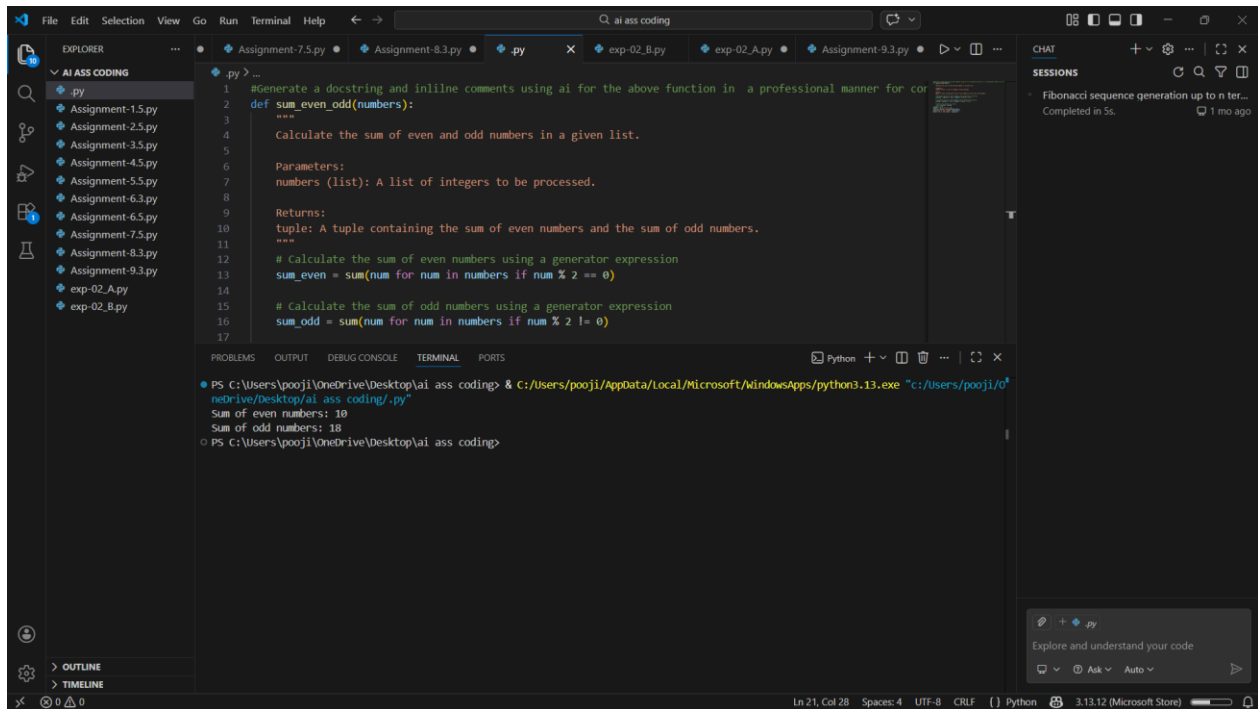 File Edit Selection View Go Run Terminal Help
ai ass coding
EXPLORER
AI ASS CODING
.py
Assignment-1.5.py
Assignment-2.5.py
Assignment-3.5.py
Assignment-4.5.py
Assignment-5.5.py
Assignment-6.3.py
Assignment-6.5.py
Assignment-7.5.py
Assignment-8.3.py
Assignment-9.3.py
exp-02_A.py
exp-02_B.py
OUTLINE
TIMELINE
10
1
Assignment-7.5.py Assignment-8.3.py .py exp-02_B.py exp-02_A.py Assignment-9.3.py
.py > ...
1 #Generate a docstring and inlilne comments using ai for the above function in a professional manner for cor
2 def sum_even_odd(numbers):
3 """
4 Calculate the sum of even and odd numbers in a given list.
5
6 Parameters:
7 numbers (list): A list of integers to be processed.
8
9 Returns:
10 tuple: A tuple containing the sum of even numbers and the sum of odd numbers.
11 """
12 # Calculate the sum of even numbers using a generator expression
13 sum_even = sum(num for num in numbers if num % 2 == 0)
14
15 # Calculate the sum of odd numbers using a generator expression
16 sum_odd = sum(num for num in numbers if num % 2 != 0)
17
PROBLEMS OUTPUT DEBUG CONSOLE TERMINAL PORTS
Python
PS C:\Users\pooji\OneDrive\Desktop\ai ass coding> & C:/Users/pooji/AppData/Local/Microsoft/WindowsApps/python3.13.exe "c:/Users/pooji/O
neDrive/Desktop/ai ass coding/.py"
Sum of even numbers: 10
Sum of odd numbers: 18
PS C:\Users\pooji\OneDrive\Desktop\ai ass coding>
CHAT
SESSIONS
Fibonacci sequence generation up to n ter...
Completed in 5s. 1 mo ago
.py
Explore and understand your code
Ask Auto
0 0
Ln 21, Col 28 Spaces: 4 UTF-8 CRLF { } Python 3.13.12 (Microsoft Store)